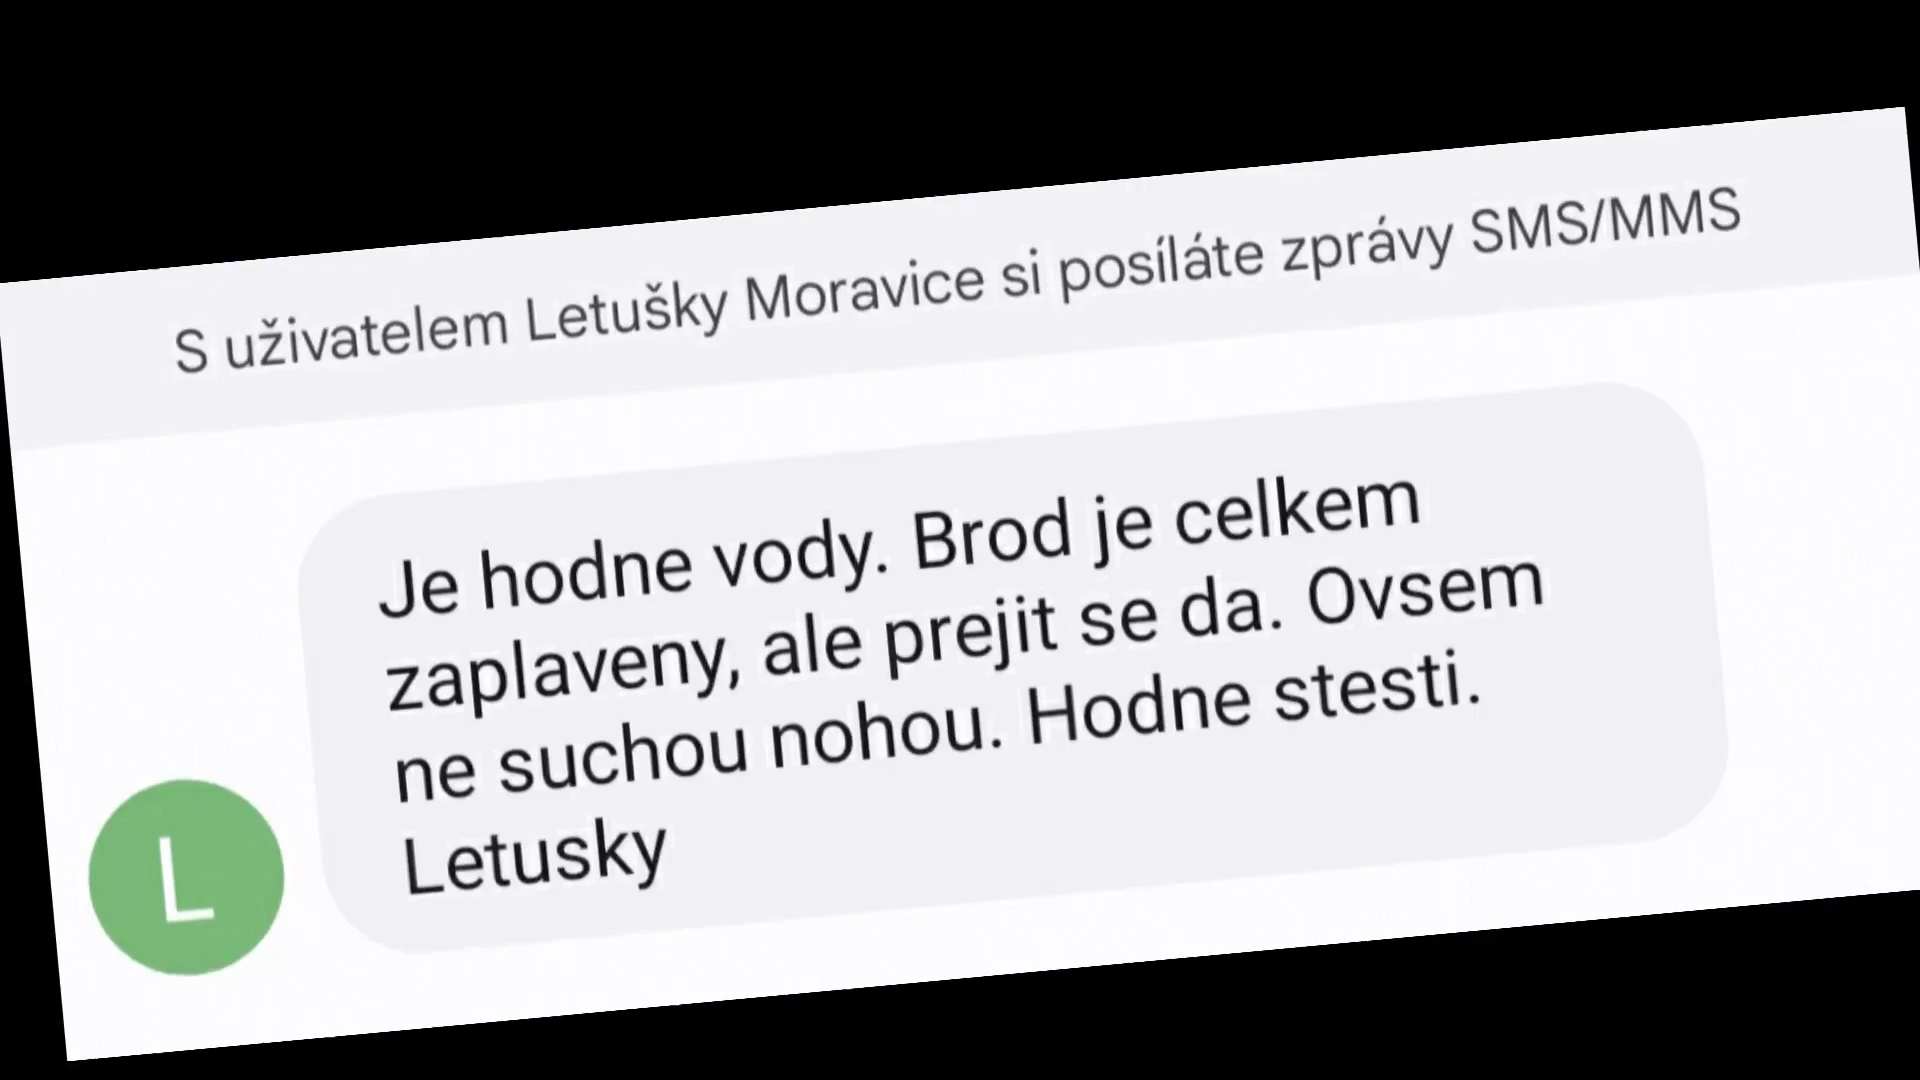 S uživatelem Letušky Moravice si posíláte zprávy SMS/MMS
Je hodne vody. Brod je celkem
zaplaveny, ale prejit se da. Ovsem
ne suchou nohou. Hodne stesti.
Letusky
L